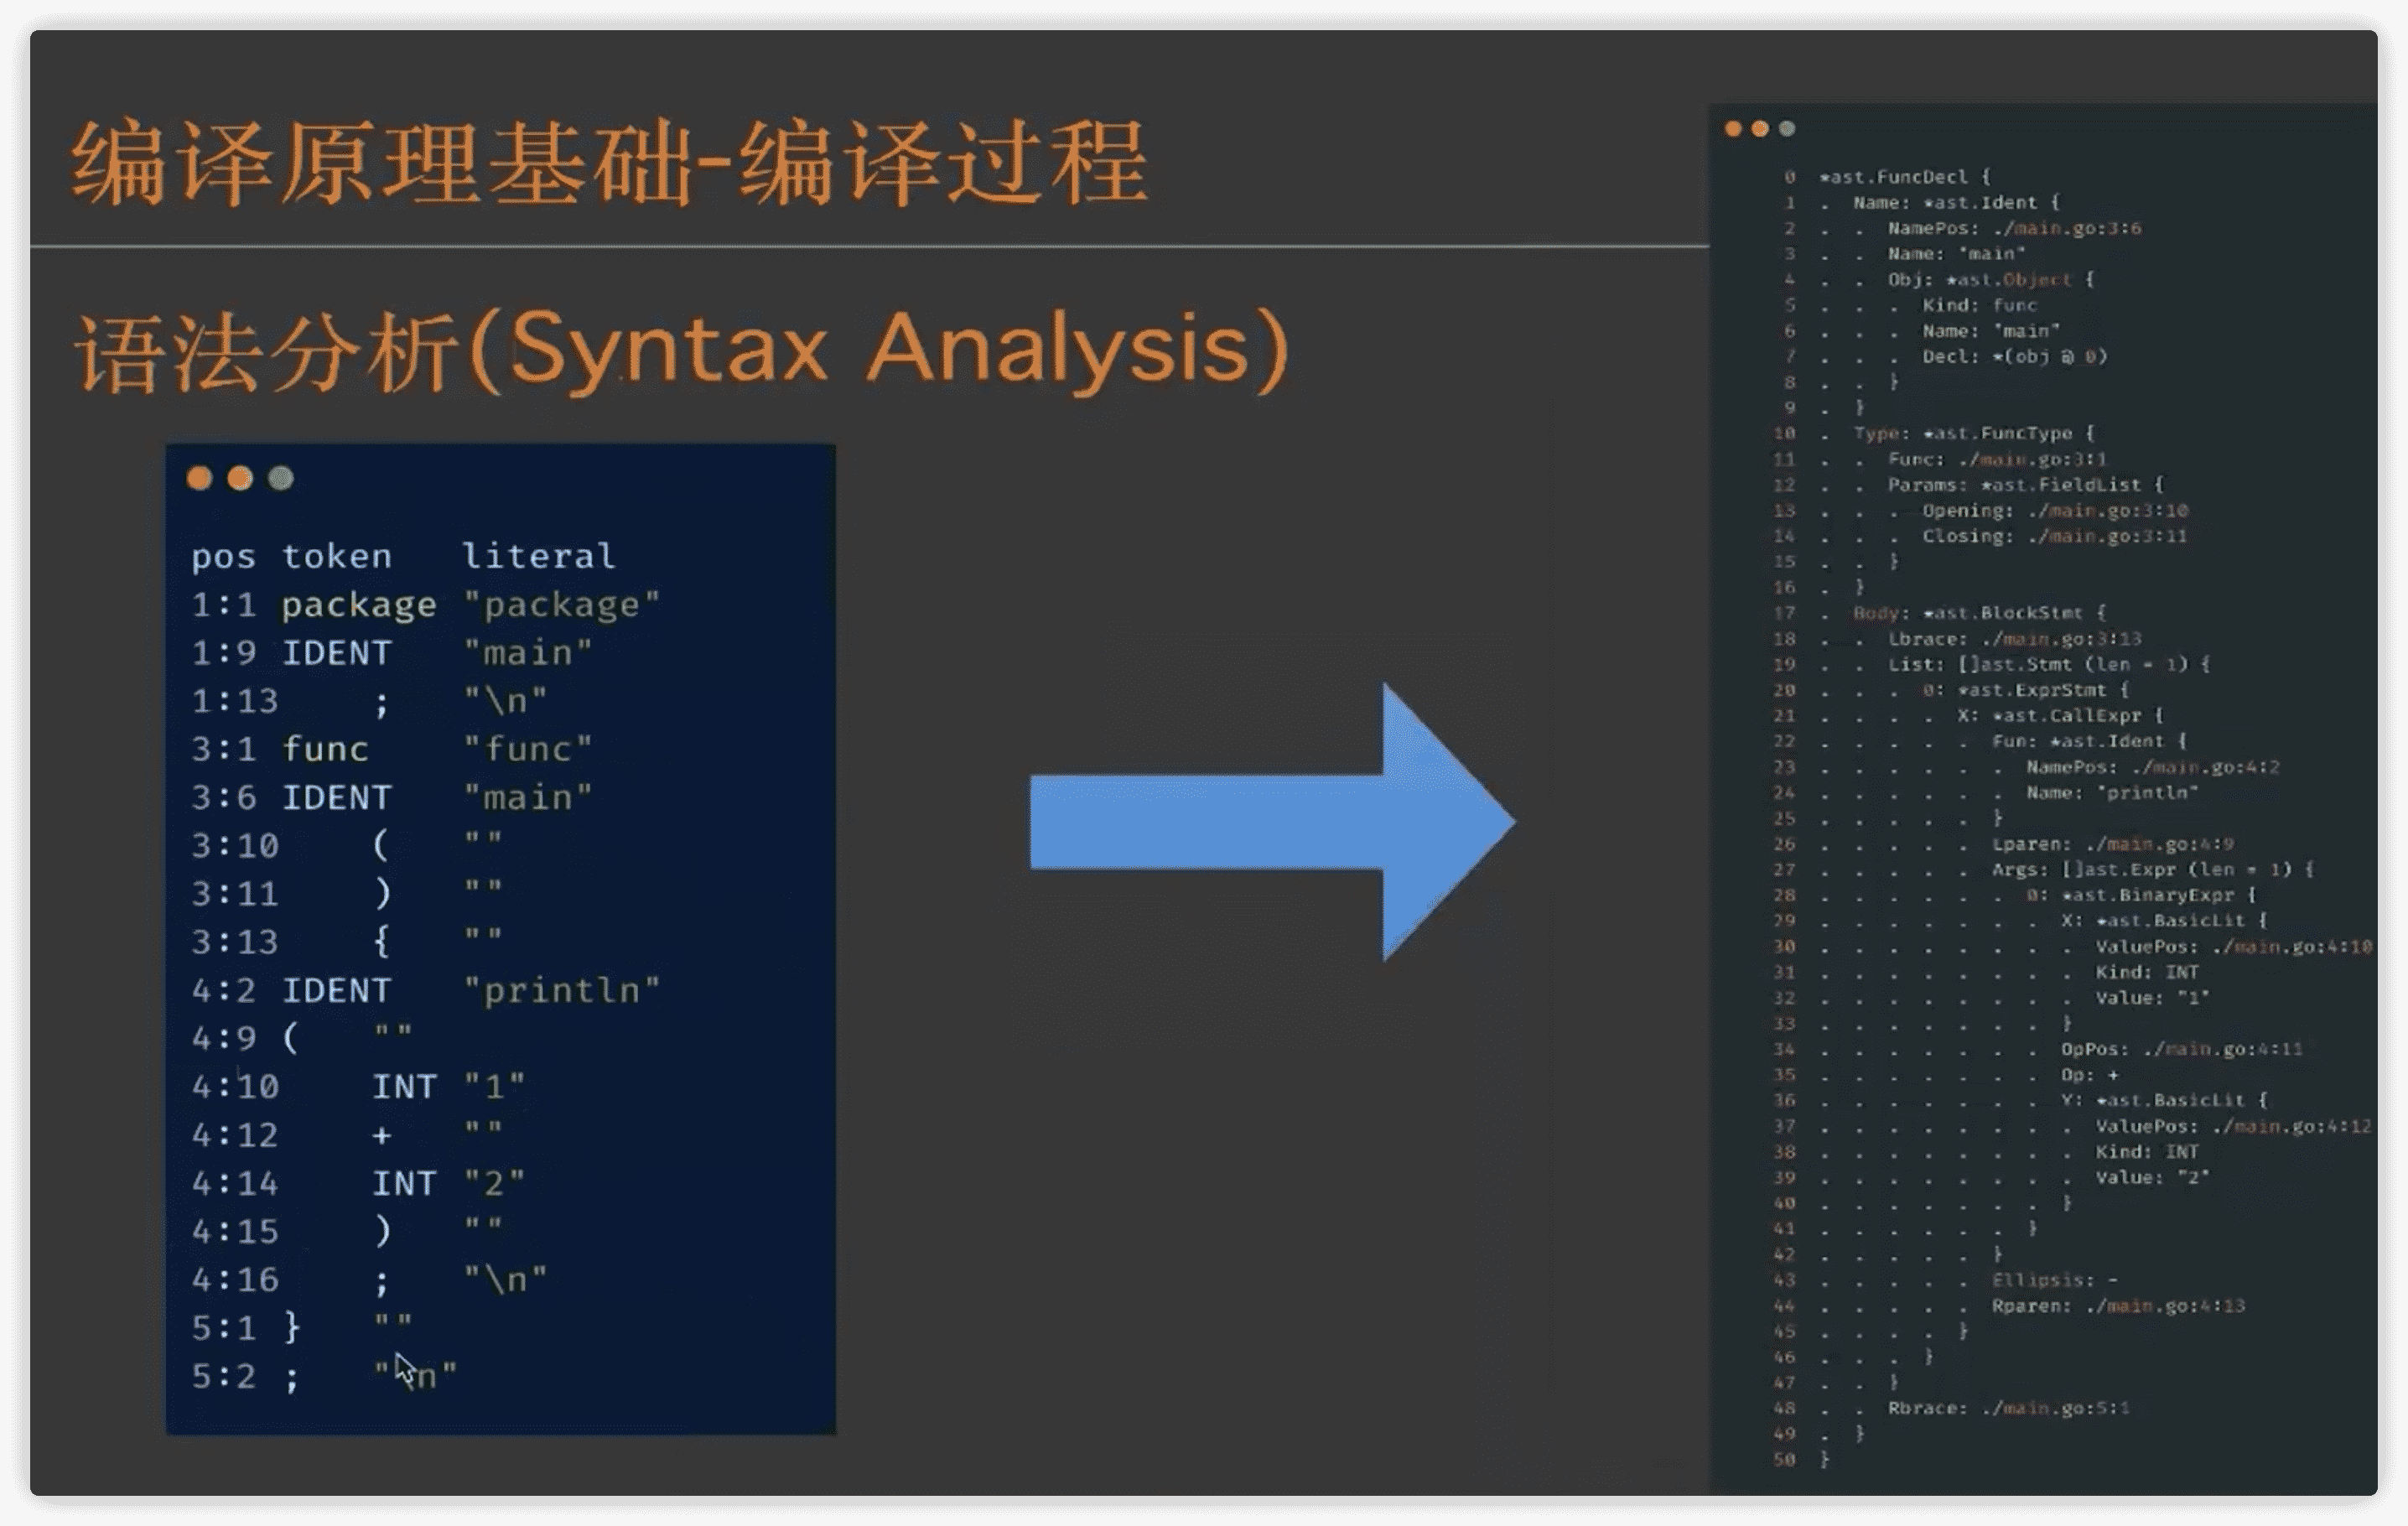 编译原理基础-编译过程
语法分析(Syntax Analysis)
pos token literal
1:1 package "package"
1:9 IDENT "main"
1:13 ; "\n"
3:1 func "func"
3:6 IDENT "main"
3:10 ( ""
3:11 ) ""
3:13 { ""
4:2 IDENT "println"
4:9 ( ""
4:10 INT "1"
4:12 + ""
4:14 INT "2"
4:15 ) ""
4:16 ; "\n"
5:1 } ""
5:2 ; "\n"
0 *ast.FuncDecl {
1 . Name: *ast.Ident {
2 . . NamePos: ./main.go:3:6
3 . . Name: "main"
4 . . Obj: *ast.Object {
5 . . . Kind: func
6 . . . Name: "main"
7 . . . Decl: *(obj @ 0)
8 . . }
9 . }
10 . Type: *ast.FuncType {
11 . . Func: ./main.go:3:1
12 . . Params: *ast.FieldList {
13 . . . Opening: ./main.go:3:10
14 . . . Closing: ./main.go:3:11
15 . . }
16 . }
17 . Body: *ast.BlockStmt {
18 . . Lbrace: ./main.go:3:13
19 . . List: []ast.Stmt (len = 1) {
20 . . . 0: *ast.ExprStmt {
21 . . . . X: *ast.CallExpr {
22 . . . . . Fun: *ast.Ident {
23 . . . . . . NamePos: ./main.go:4:2
24 . . . . . . Name: "println"
25 . . . . . }
26 . . . . . Lparen: ./main.go:4:9
27 . . . . . Args: []ast.Expr (len = 1) {
28 . . . . . . 0: *ast.BinaryExpr {
29 . . . . . . . X: *ast.BasicLit {
30 . . . . . . . . ValuePos: ./main.go:4:10
31 . . . . . . . . Kind: INT
32 . . . . . . . . Value: "1"
33 . . . . . . . }
34 . . . . . . . OpPos: ./main.go:4:11
35 . . . . . . . Op: +
36 . . . . . . . Y: *ast.BasicLit {
37 . . . . . . . . ValuePos: ./main.go:4:12
38 . . . . . . . . Kind: INT
39 . . . . . . . . Value: "2"
40 . . . . . . . }
41 . . . . . . }
42 . . . . . }
43 . . . . . Ellipsis: -
44 . . . . . Rparen: ./main.go:4:13
45 . . . . }
46 . . . }
47 . . }
48 . . Rbrace: ./main.go:5:1
49 . }
50 }